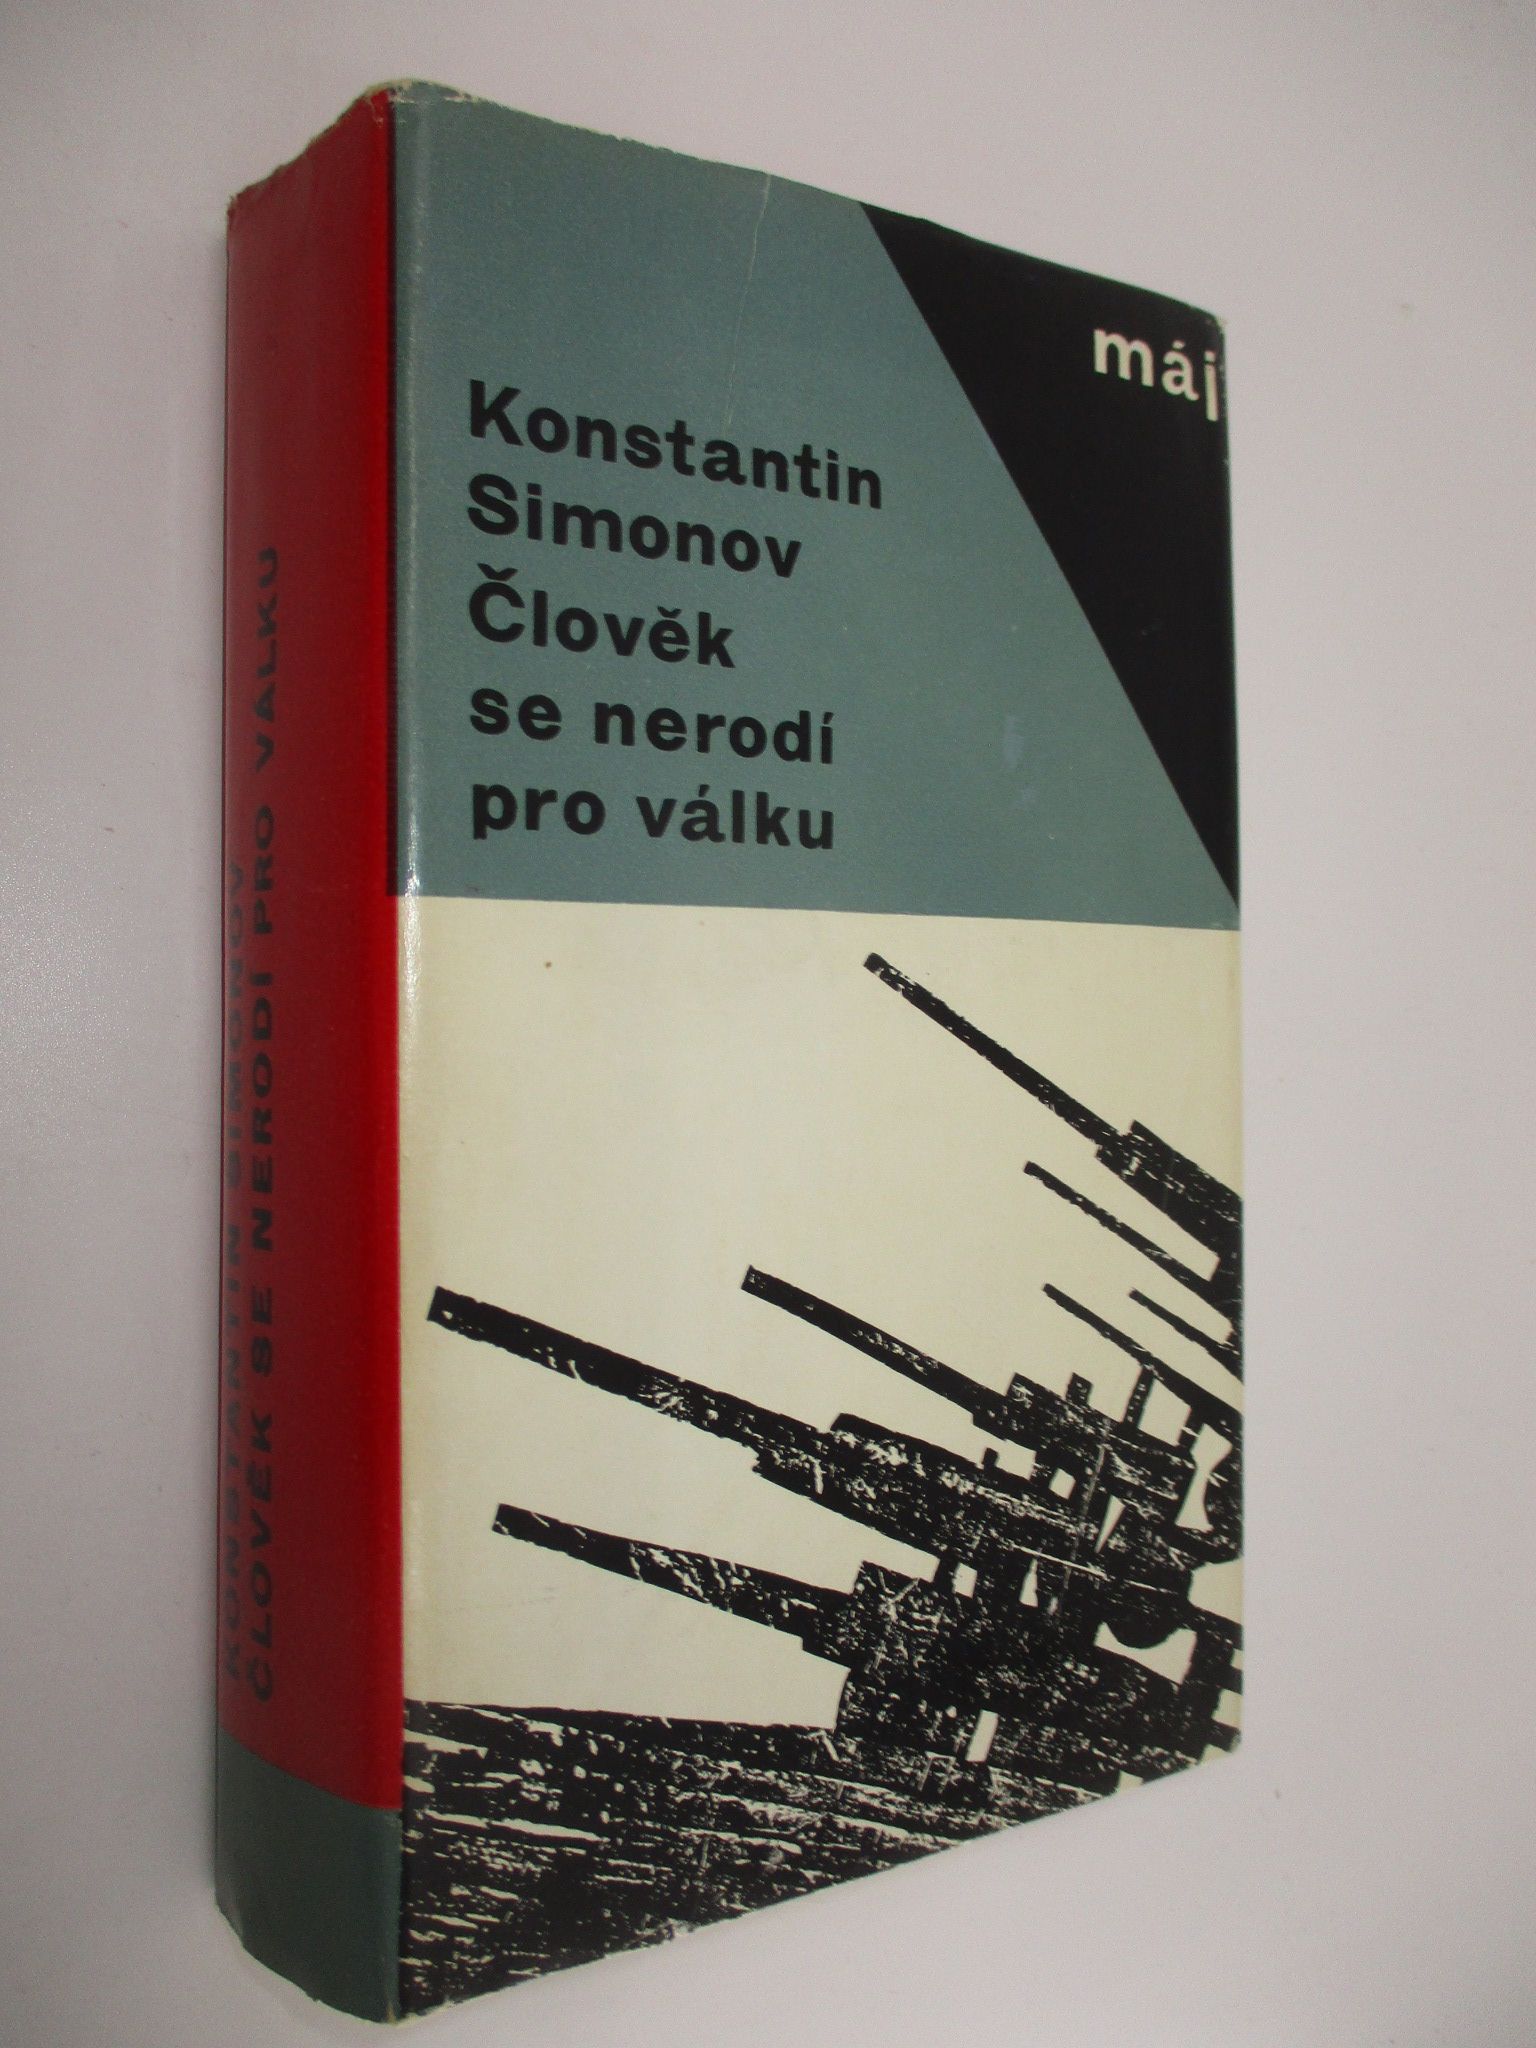 máj
Konstantin
Simonov
Člověk
se nerodí
pro válku
KONSTANTIN SIMONOV
ČLOVĚK SE NERODÍ PRO VÁLKU